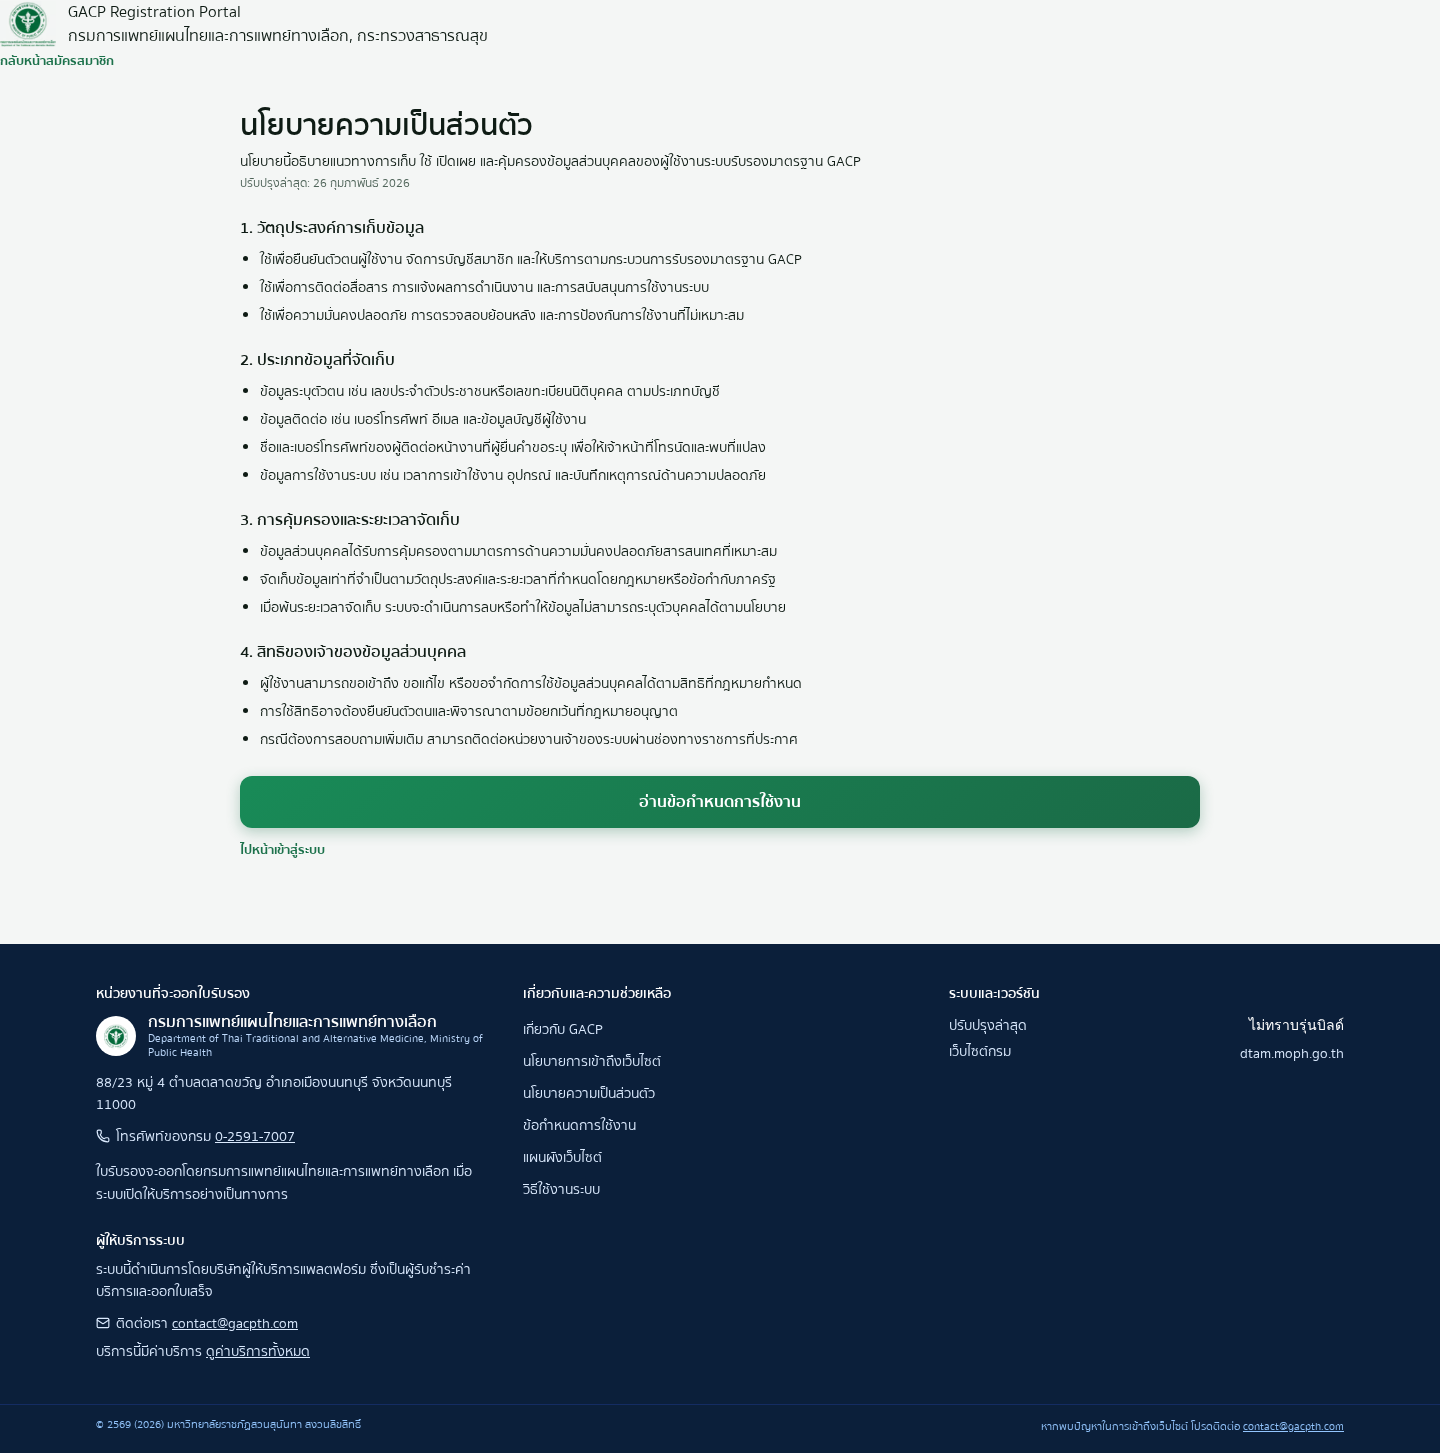 GACP Registration Portal
กรมการแพทย์แผนไทยและการแพทย์ทางเลือก, กระทรวงสาธารณสุข
กลับหน้าสมัครสมาชิก
นโยบายความเป็นส่วนตัว
นโยบายนี้อธิบายแนวทางการเก็บ ใช้ เปิดเผย และคุ้มครองข้อมูลส่วนบุคคลของผู้ใช้งานระบบรับรองมาตรฐาน GACP
ปรับปรุงล่าสุด: 26 กุมภาพันธ์ 2026
1. วัตถุประสงค์การเก็บข้อมูล
ใช้เพื่อยืนยันตัวตนผู้ใช้งาน จัดการบัญชีสมาชิก และให้บริการตามกระบวนการรับรองมาตรฐาน GACP
ใช้เพื่อการติดต่อสื่อสาร การแจ้งผลการดำเนินงาน และการสนับสนุนการใช้งานระบบ
ใช้เพื่อความมั่นคงปลอดภัย การตรวจสอบย้อนหลัง และการป้องกันการใช้งานที่ไม่เหมาะสม
2. ประเภทข้อมูลที่จัดเก็บ
ข้อมูลระบุตัวตน เช่น เลขประจำตัวประชาชนหรือเลขทะเบียนนิติบุคคล ตามประเภทบัญชี
ข้อมูลติดต่อ เช่น เบอร์โทรศัพท์ อีเมล และข้อมูลบัญชีผู้ใช้งาน
ชื่อและเบอร์โทรศัพท์ของผู้ติดต่อหน้างานที่ผู้ยื่นคำขอระบุ เพื่อให้เจ้าหน้าที่โทรนัดและพบที่แปลง
ข้อมูลการใช้งานระบบ เช่น เวลาการเข้าใช้งาน อุปกรณ์ และบันทึกเหตุการณ์ด้านความปลอดภัย
3. การคุ้มครองและระยะเวลาจัดเก็บ
ข้อมูลส่วนบุคคลได้รับการคุ้มครองตามมาตรการด้านความมั่นคงปลอดภัยสารสนเทศที่เหมาะสม
จัดเก็บข้อมูลเท่าที่จำเป็นตามวัตถุประสงค์และระยะเวลาที่กำหนดโดยกฎหมายหรือข้อกำกับภาครัฐ
เมื่อพ้นระยะเวลาจัดเก็บ ระบบจะดำเนินการลบหรือทำให้ข้อมูลไม่สามารถระบุตัวบุคคลได้ตามนโยบาย
4. สิทธิของเจ้าของข้อมูลส่วนบุคคล
ผู้ใช้งานสามารถขอเข้าถึง ขอแก้ไข หรือขอจำกัดการใช้ข้อมูลส่วนบุคคลได้ตามสิทธิที่กฎหมายกำหนด
การใช้สิทธิอาจต้องยืนยันตัวตนและพิจารณาตามข้อยกเว้นที่กฎหมายอนุญาต
กรณีต้องการสอบถามเพิ่มเติม สามารถติดต่อหน่วยงานเจ้าของระบบผ่านช่องทางราชการที่ประกาศ
อ่านข้อกำหนดการใช้งาน
ไปหน้าเข้าสู่ระบบ
หน่วยงานที่จะออกใบรับรอง
กรมการแพทย์แผนไทยและการแพทย์ทางเลือก
Department of Thai Traditional and Alternative Medicine, Ministry of
Public Health
88/23 หมู่ 4 ตำบลตลาดขวัญ อำเภอเมืองนนทบุรี จังหวัดนนทบุรี
11000
โทรศัพท์ของกรม 0-2591-7007
ใบรับรองจะออกโดยกรมการแพทย์แผนไทยและการแพทย์ทางเลือก เมื่อ
ระบบเปิดให้บริการอย่างเป็นทางการ
ผู้ให้บริการระบบ
ระบบนี้ดำเนินการโดยบริษัทผู้ให้บริการแพลตฟอร์ม ซึ่งเป็นผู้รับชำระค่า
บริการและออกใบเสร็จ
ติดต่อเรา contact@gacpth.com
บริการนี้มีค่าบริการ ดูค่าบริการทั้งหมด
เกี่ยวกับและความช่วยเหลือ
เกี่ยวกับ GACP
นโยบายการเข้าถึงเว็บไซต์
นโยบายความเป็นส่วนตัว
ข้อกำหนดการใช้งาน
แผนผังเว็บไซต์
วิธีใช้งานระบบ
ระบบและเวอร์ชัน
ปรับปรุงล่าสุด ไม่ทราบรุ่นบิลด์
เว็บไซต์กรม dtam.moph.go.th
© 2569 (2026) มหาวิทยาลัยราชภัฏสวนสุนันทา สงวนลิขสิทธิ์
หากพบปัญหาในการเข้าถึงเว็บไซต์ โปรดติดต่อ contact@gacpth.com